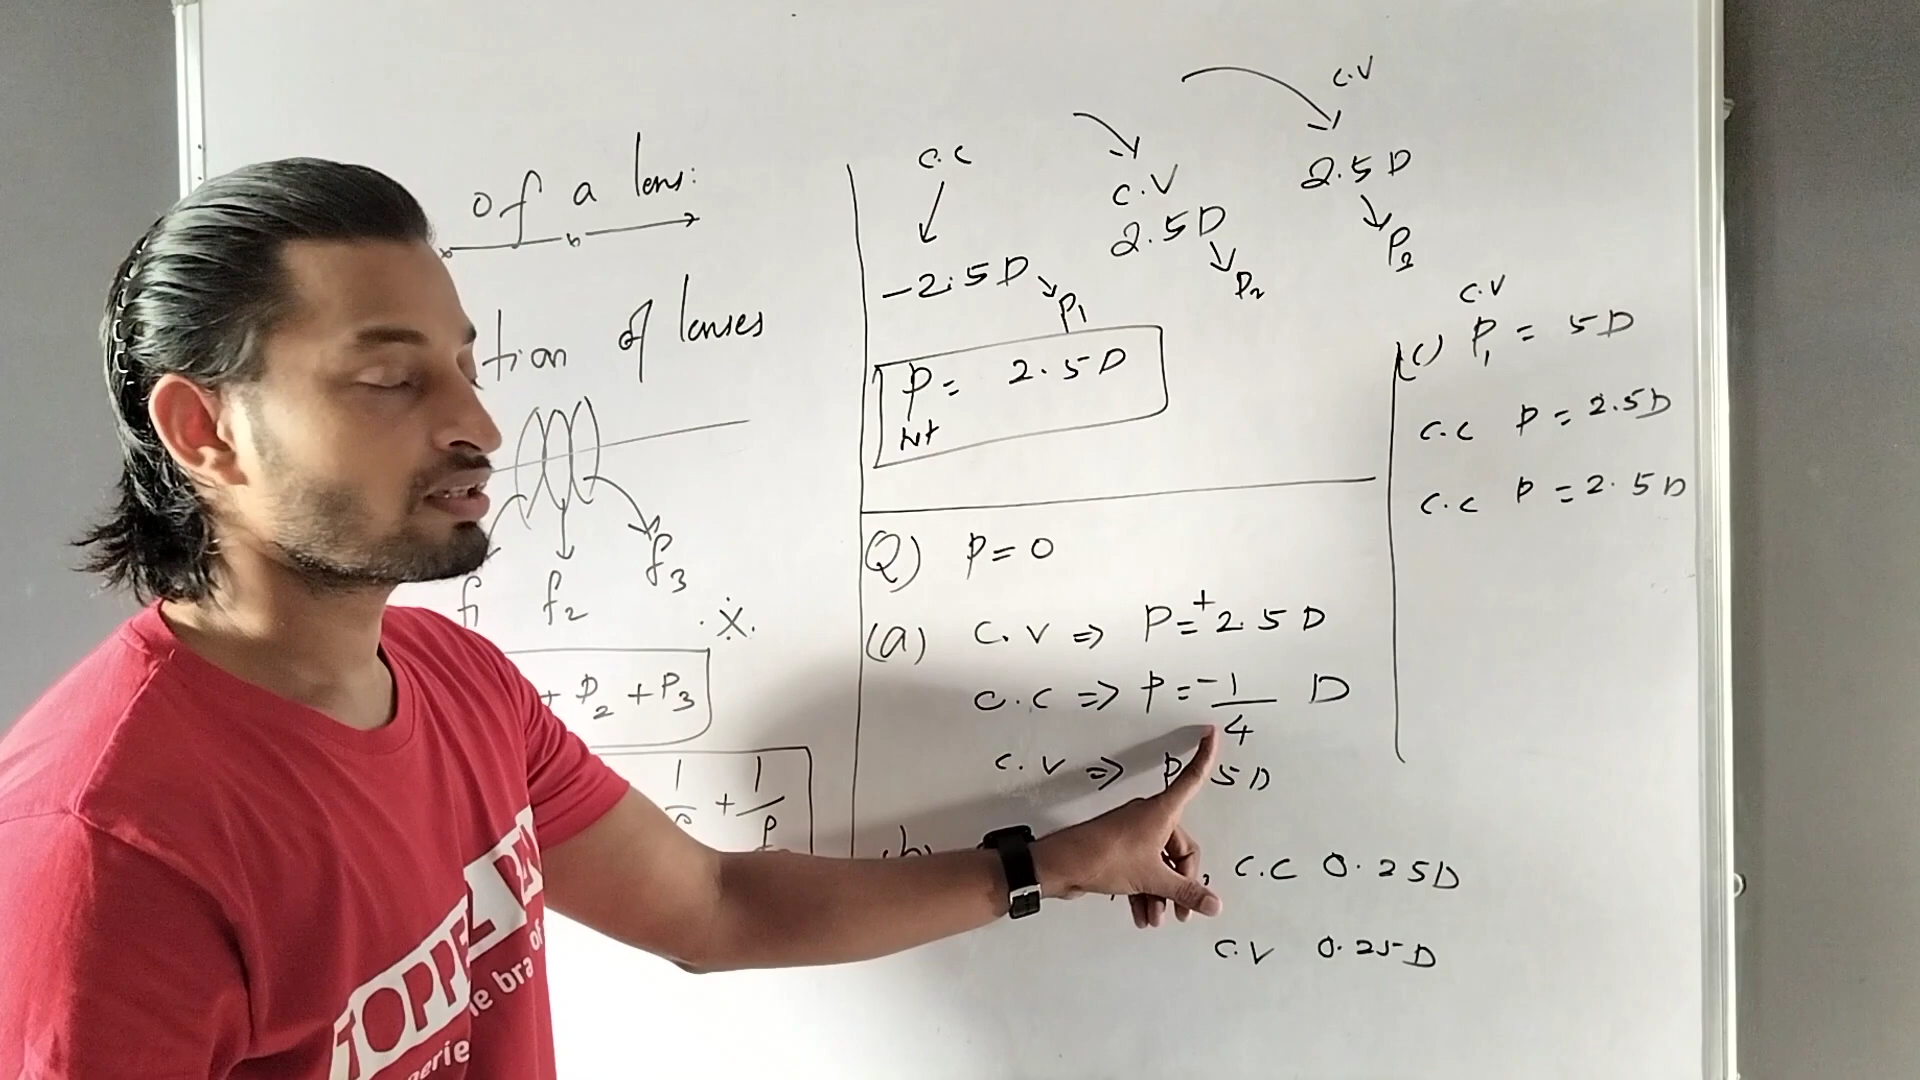 of a lens:
tion of lenses
f1 f2 f3
+ P2 + P3
1 + 1
f
C.C
-2.5D
P1
C.V
2.5D
P2
C.V
2.5D
P3
P = 2.5D
Net
Q) P = 0
(a) C.V ⇒ P = +2.5D
C.C ⇒ P = -1/4 D
C.V ⇒ P 5D
C.C 0.25D
C.V 0.25D
C.V
(c) P1 = 5D
C.C P = 2.5D
C.C P = 2.5D
TOPPE